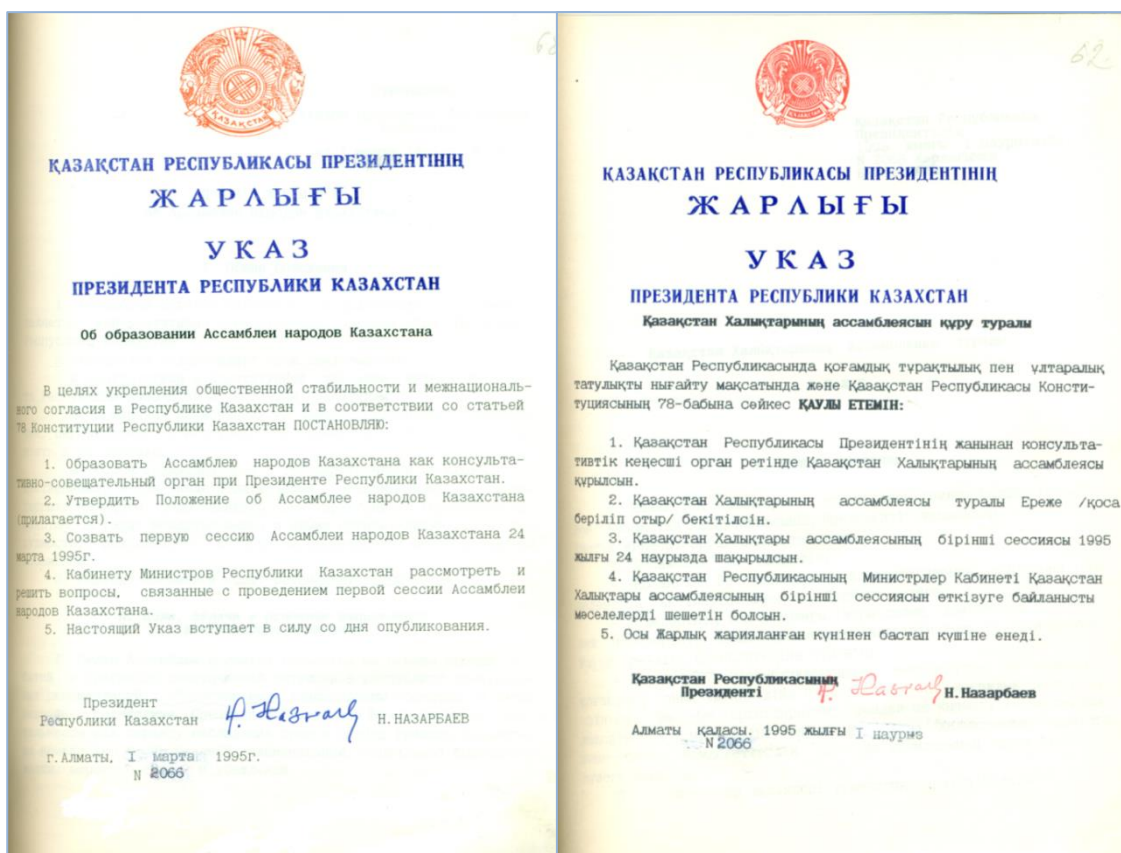 68
ҚАЗАҚСТАН
ҚАЗАҚСТАН РЕСПУБЛИКАСЫ ПРЕЗИДЕНТІНІҢ
ЖАРЛЫҒЫ
УКАЗ
ПРЕЗИДЕНТА РЕСПУБЛИКИ КАЗАХСТАН
Об образовании Ассамблеи народов Казахстана
В целях укрепления общественной стабильности и межнациональ-
ного согласия в Республике Казахстан и в соответствии со статьей
78 Конституции Республики Казахстан ПОСТАНОВЛЯЮ:
1. Образовать Ассамблею народов Казахстана как консульта-
тивно-совещательный орган при Президенте Республики Казахстан.
2. Утвердить Положение об Ассамблее народов Казахстана
(прилагается).
3. Созвать первую сессию Ассамблеи народов Казахстана 24
марта 1995г.
4. Кабинету Министров Республики Казахстан рассмотреть и
решить вопросы, связанные с проведением первой сессии Ассамблеи
народов Казахстана.
5. Настоящий Указ вступает в силу со дня опубликования.
Президент
Республики Казахстан Н.НАЗАРБАЕВ
г.Алматы, I марта 1995г.
N 2066
62
ҚАЗАҚСТАН
ҚАЗАҚСТАН РЕСПУБЛИКАСЫ ПРЕЗИДЕНТІНІҢ
ЖАРЛЫҒЫ
УКАЗ
ПРЕЗИДЕНТА РЕСПУБЛИКИ КАЗАХСТАН
Қазақстан Халықтарының ассамблеясын құру туралы
Қазақстан Республикасында қоғамдық тұрақтылық пен ұлтаралық
татулықты нығайту мақсатында және Қазақстан Республикасы Консти-
туциясының 78-бабына сәйкес ҚАУЛЫ ЕТЕМІН:
1. Қазақстан Республикасы Президентінің жанынан консульта-
тивтік кеңесші орган ретінде Қазақстан Халықтарының ассамблеясы
құрылсын.
2. Қазақстан Халықтарының ассамблеясы туралы Ереже /қоса
беріліп отыр/ бекітілсін.
3. Қазақстан Халықтары ассамблеясының бірінші сессиясы 1995
жылғы 24 наурызда шақырылсын.
4. Қазақстан Республикасының Министрлер Кабинеті Қазақстан
Халықтары ассамблеясының бірінші сессиясын өткізуге байланысты
мәселелерді шешетін болсын.
5. Осы Жарлық жарияланған күнінен бастап күшіне енеді.
Қазақстан Республикасының
Президенті Н.Назарбаев
Алматы қаласы. 1995 жылғы I наурыз
N 2066